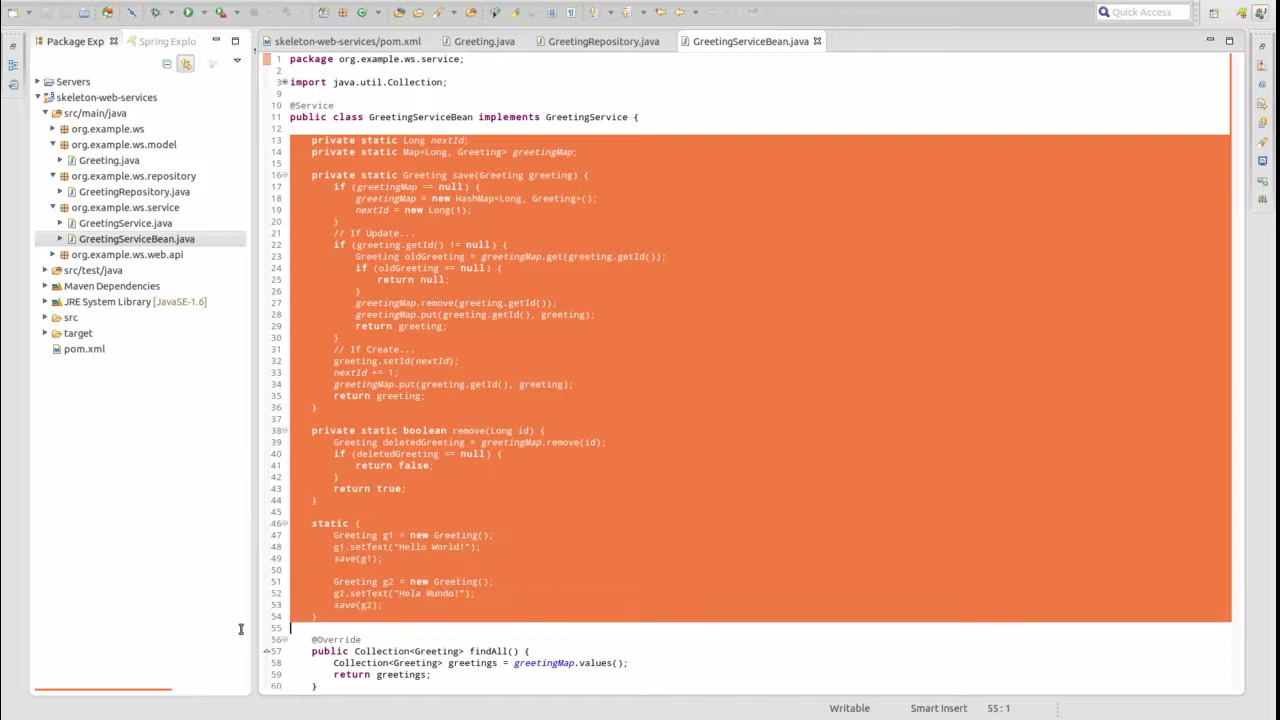 Quick Access
Package Exp
Spring Explo
Servers
skeleton-web-services
src/main/java
org.example.ws
org.example.ws.model
Greeting.java
org.example.ws.repository
GreetingRepository.java
org.example.ws.service
GreetingService.java
GreetingServiceBean.java
org.example.ws.web.api
src/test/java
Maven Dependencies
JRE System Library [JavaSE-1.6]
src
target
pom.xml
skeleton-web-services/pom.xml
Greeting.java
GreetingRepository.java
GreetingServiceBean.java
1 package org.example.ws.service;
2
3 import java.util.Collection;
9
10 @Service
11 public class GreetingServiceBean implements GreetingService {
12
13 private static Long nextId;
14 private static Map<Long, Greeting> greetingMap;
15
16 private static Greeting save(Greeting greeting) {
17 if (greetingMap == null) {
18 greetingMap = new HashMap<Long, Greeting>();
19 nextId = new Long(1);
20 }
21 // If Update...
22 if (greeting.getId() != null) {
23 Greeting oldGreeting = greetingMap.get(greeting.getId());
24 if (oldGreeting == null) {
25 return null;
26 }
27 greetingMap.remove(greeting.getId());
28 greetingMap.put(greeting.getId(), greeting);
29 return greeting;
30 }
31 // If Create...
32 greeting.setId(nextId);
33 nextId += 1;
34 greetingMap.put(greeting.getId(), greeting);
35 return greeting;
36 }
37
38 private static boolean remove(Long id) {
39 Greeting deletedGreeting = greetingMap.remove(id);
40 if (deletedGreeting == null) {
41 return false;
42 }
43 return true;
44 }
45
46 static {
47 Greeting g1 = new Greeting();
48 g1.setText("Hello World!");
49 save(g1);
50
51 Greeting g2 = new Greeting();
52 g2.setText("Hola Mundo!");
53 save(g2);
54 }
55
56 @Override
57 public Collection<Greeting> findAll() {
58 Collection<Greeting> greetings = greetingMap.values();
59 return greetings;
60 }
Writable
Smart Insert
55 : 1